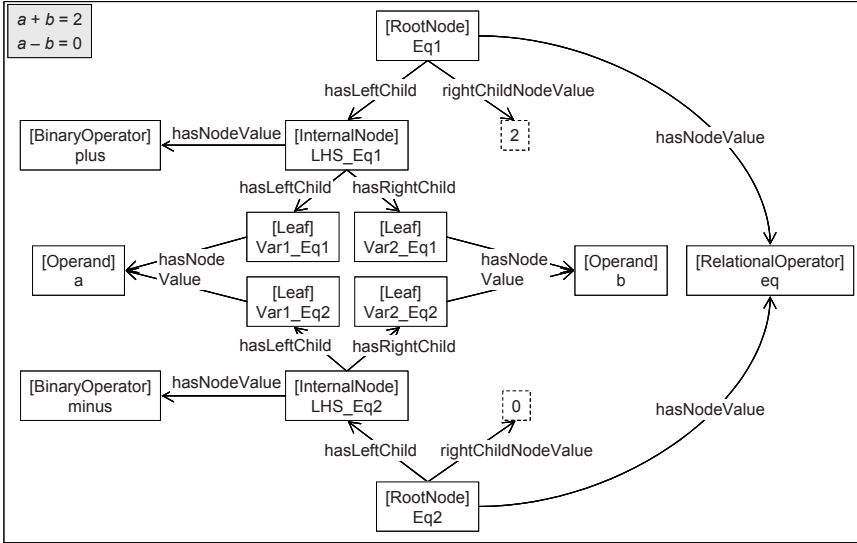 a + b = 2
a – b = 0
[RootNode]
Eq1
hasLeftChild
rightChildNodeValue
2
hasNodeValue
[BinaryOperator]
plus
hasNodeValue
[InternalNode]
LHS_Eq1
hasLeftChild
hasRightChild
[Leaf]
Var1_Eq1
[Leaf]
Var2_Eq1
[Operand]
a
hasNode
Value
hasNode
Value
[Operand]
b
[RelationalOperator]
eq
[Leaf]
Var1_Eq2
[Leaf]
Var2_Eq2
hasLeftChild
hasRightChild
[BinaryOperator]
minus
hasNodeValue
[InternalNode]
LHS_Eq2
0
hasNodeValue
hasLeftChild
rightChildNodeValue
[RootNode]
Eq2